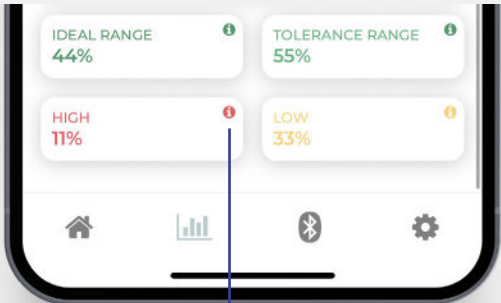 IDEAL RANGE
44%
TOLERANCE RANGE
55%
HIGH
11%
LOW
33%